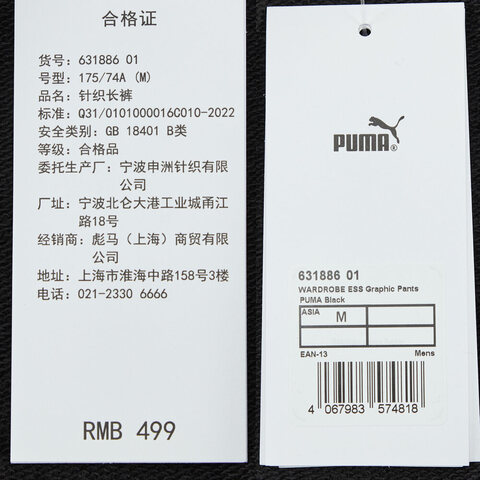 合格证
货号：631886 01
号型：175/74A (M)
品名：针织长裤
标准：Q31/0101000016C010-2022
安全类别：GB 18401 B类
等级：合格品
委托生产厂：宁波申洲针织有限
公司
厂址：宁波北仑大港工业城甬江
路18号
经销商：彪马（上海）商贸有限
公司
地址：上海市淮海中路158号3楼
电话：021-2330 6666
RMB 499
PUMA®
631886 01
WARDROBE ESS Graphic Pants
PUMA Black
ASIA M
EAN-13 Mens
4 067983 574818